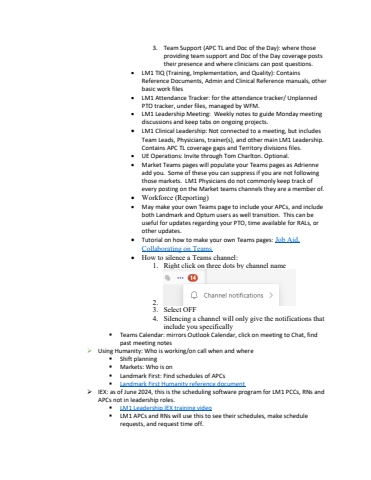 3. Team Support (APC TL and Doc of the Day): where those
providing team support and Doc of the Day coverage posts
their presence and where clinicians can post questions.
• LM1 TIQ (Training, Implementation, and Quality): Contains
Reference Documents, Admin and Clinical Reference manuals, other
basic work files
• LM1 Attendance Tracker: for the attendance tracker/ Unplanned
PTO tracker, under files, managed by WFM.
• LM1 Leadership Meeting: Weekly notes to guide Monday meeting
discussions and keep tabs on ongoing projects.
• LM1 Clinical Leadership: Not connected to a meeting, but includes
Team Leads, Physicians, trainer(s), and other main LM1 Leadership.
Contains APC TL coverage gaps and Territory divisions files.
• UE Operations: Invite through Tom Charlton. Optional.
• Market Teams pages will populate your Teams pages as Adrienne
add you. Some of these you can suppress if you are not following
those markets. LM1 Physicians do not commonly keep track of
every posting on the Market teams channels they are a member of.
• Workforce (Reporting)
• May make your own Teams page to include your APCs, and include
both Landmark and Optum users as well transition. This can be
useful for updates regarding your PTO, time available for RALs, or
other updates.
• Tutorial on how to make your own Teams pages: Job Aid,
Collaborating on Teams
• How to silence a Teams channel:
1. Right click on three dots by channel name
14
Channel notifications >
2.
3. Select OFF
4. Silencing a channel will only give the notifications that
include you specifically
▪ Teams Calendar: mirrors Outlook Calendar, click on meeting to Chat, find
past meeting notes
➢ Using Humanity: Who is working/on call when and where
▪ Shift planning
▪ Markets: Who is on
▪ Landmark First: Find schedules of APCs
▪ Landmark First Humanity reference document
➢ IEX: as of June 2024, this is the scheduling software program for LM1 PCCs, RNs and
APCs not in leadership roles.
▪ LM1 Leadership IEX training video
▪ LM1 APCs and RNs will use this to see their schedules, make schedule
requests, and request time off.